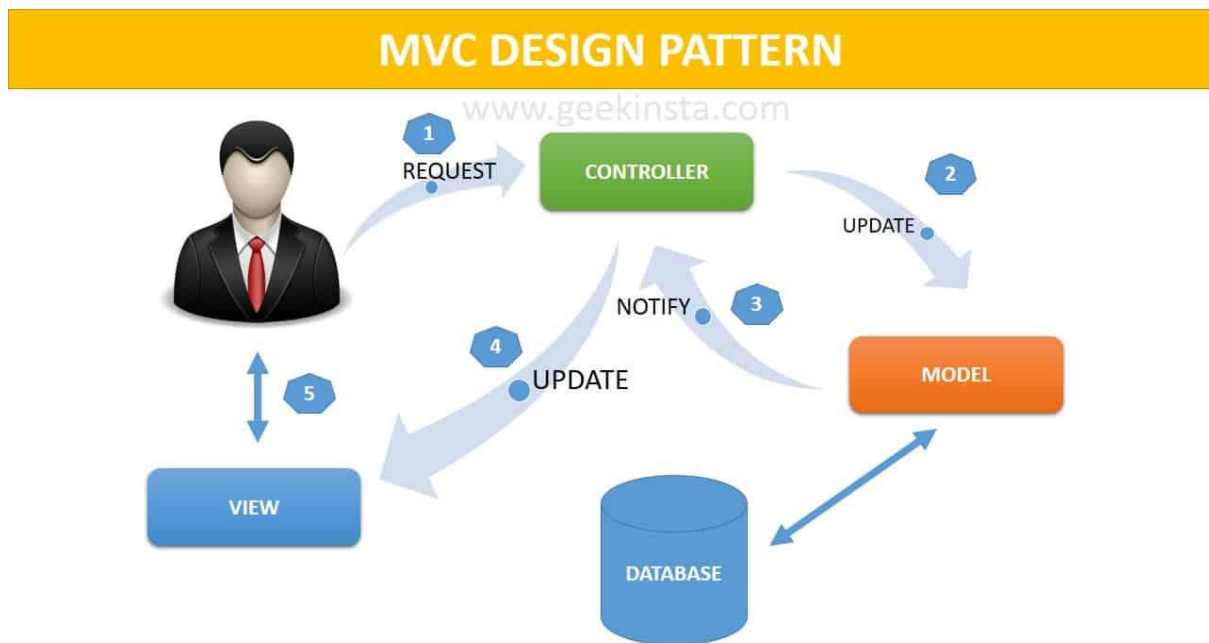 MVC DESIGN PATTERN
www.geekinsta.com
1
REQUEST
CONTROLLER
2
UPDATE
NOTIFY
3
4
UPDATE
5
MODEL
VIEW
DATABASE